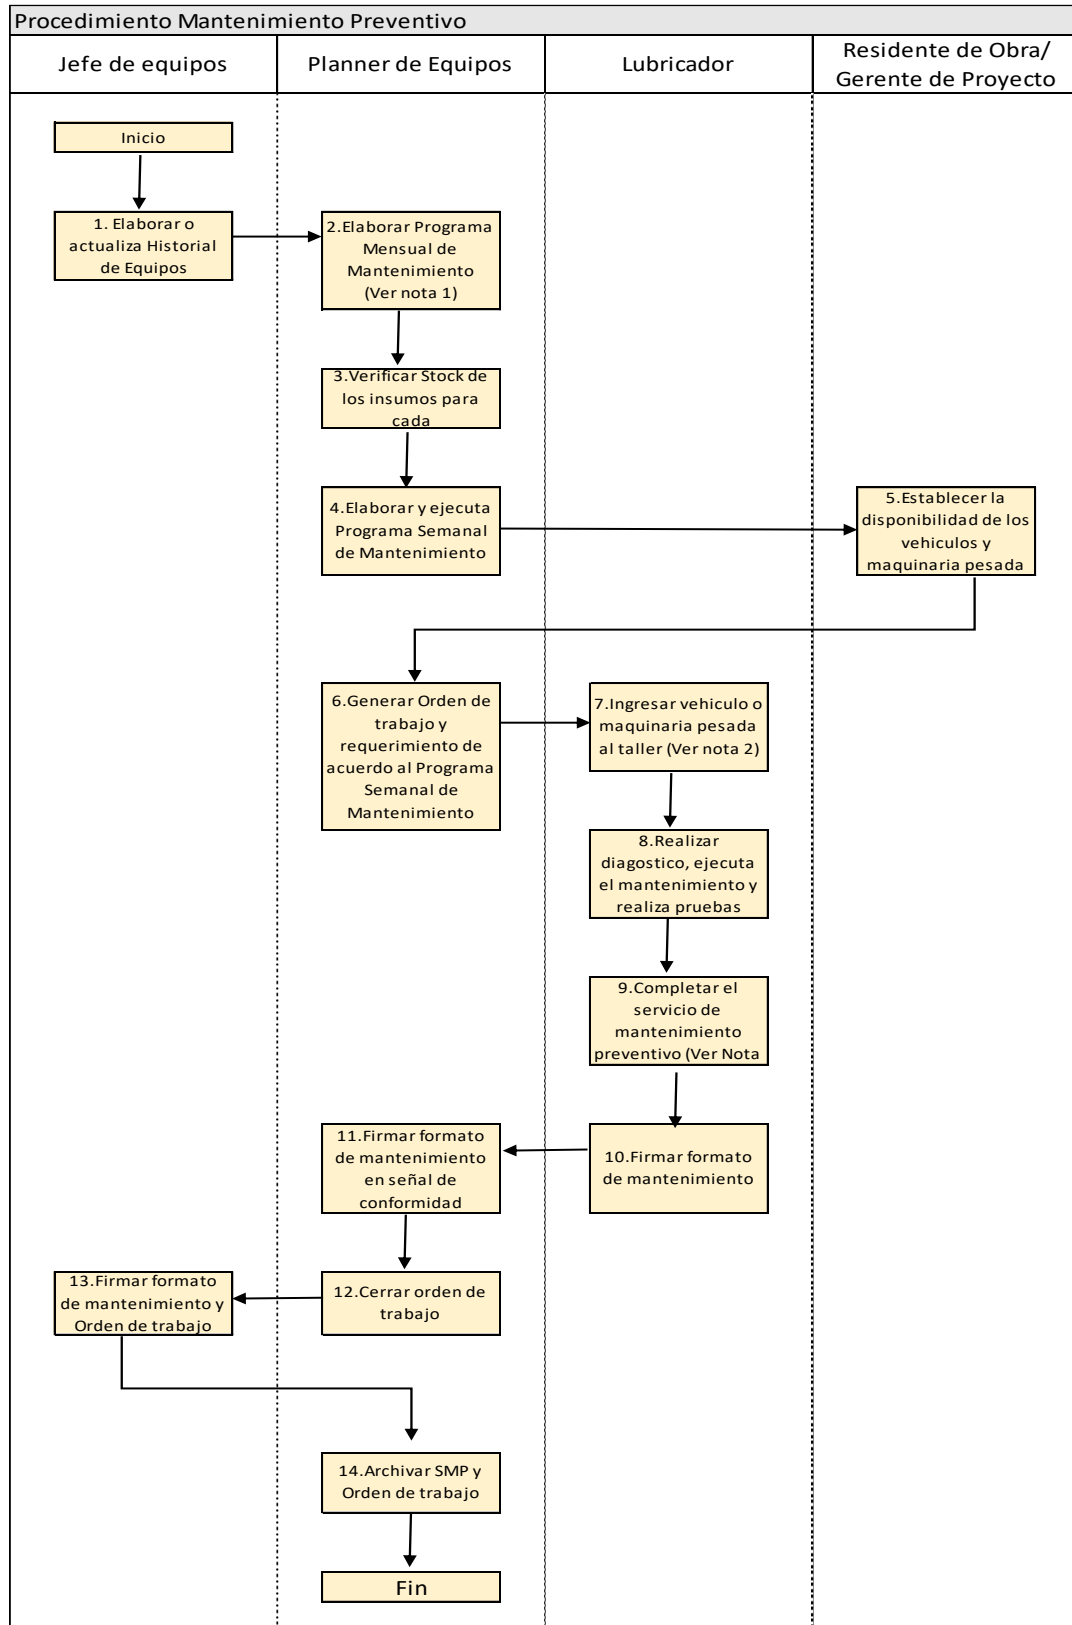 Procedimiento Mantenimiento Preventivo
Jefe de equipos
Planner de Equipos
Lubricador
Residente de Obra/
Gerente de Proyecto
Inicio
1. Elaborar o
actualiza Historial
de Equipos
2.Elaborar Programa
Mensual de
Mantenimiento
(Ver nota 1)
3.Verificar Stock de
los insumos para
cada
4.Elaborar y ejecuta
Programa Semanal
de Mantenimiento
5.Establecer la
disponibilidad de los
vehiculos y
maquinaria pesada
6.Generar Orden de
trabajo y
requerimiento de
acuerdo al Programa
Semanal de
Mantenimiento
7.Ingresar vehiculo o
maquinaria pesada
al taller (Ver nota 2)
8.Realizar
diagostico, ejecuta
el mantenimiento y
realiza pruebas
9.Completar el
servicio de
mantenimiento
preventivo (Ver Nota
10.Firmar formato
de mantenimiento
11.Firmar formato
de mantenimiento
en señal de
conformidad
12.Cerrar orden de
trabajo
13.Firmar formato
de mantenimiento y
Orden de trabajo
14.Archivar SMP y
Orden de trabajo
Fin